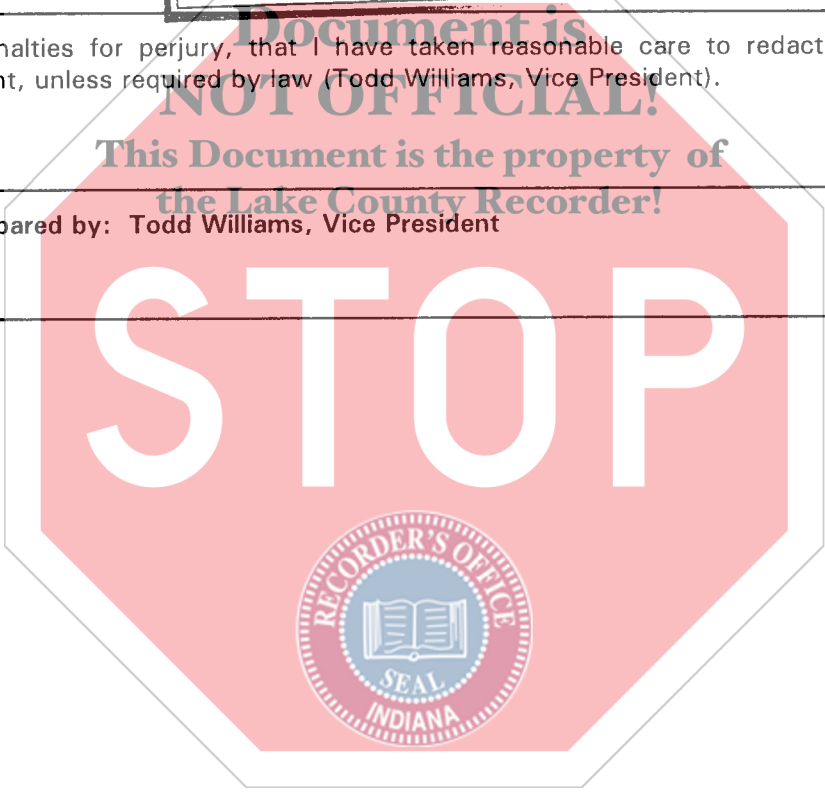 Document is
nalties for perjury, that I have taken reasonable care to redact
nt, unless required by law (Todd Williams, Vice President).
NOT OFFICIAL!
This Document is the property of
the Lake County Recorder!
pared by: Todd Williams, Vice President
STOP
RECORDER'S OFFICE
SEAL
INDIANA